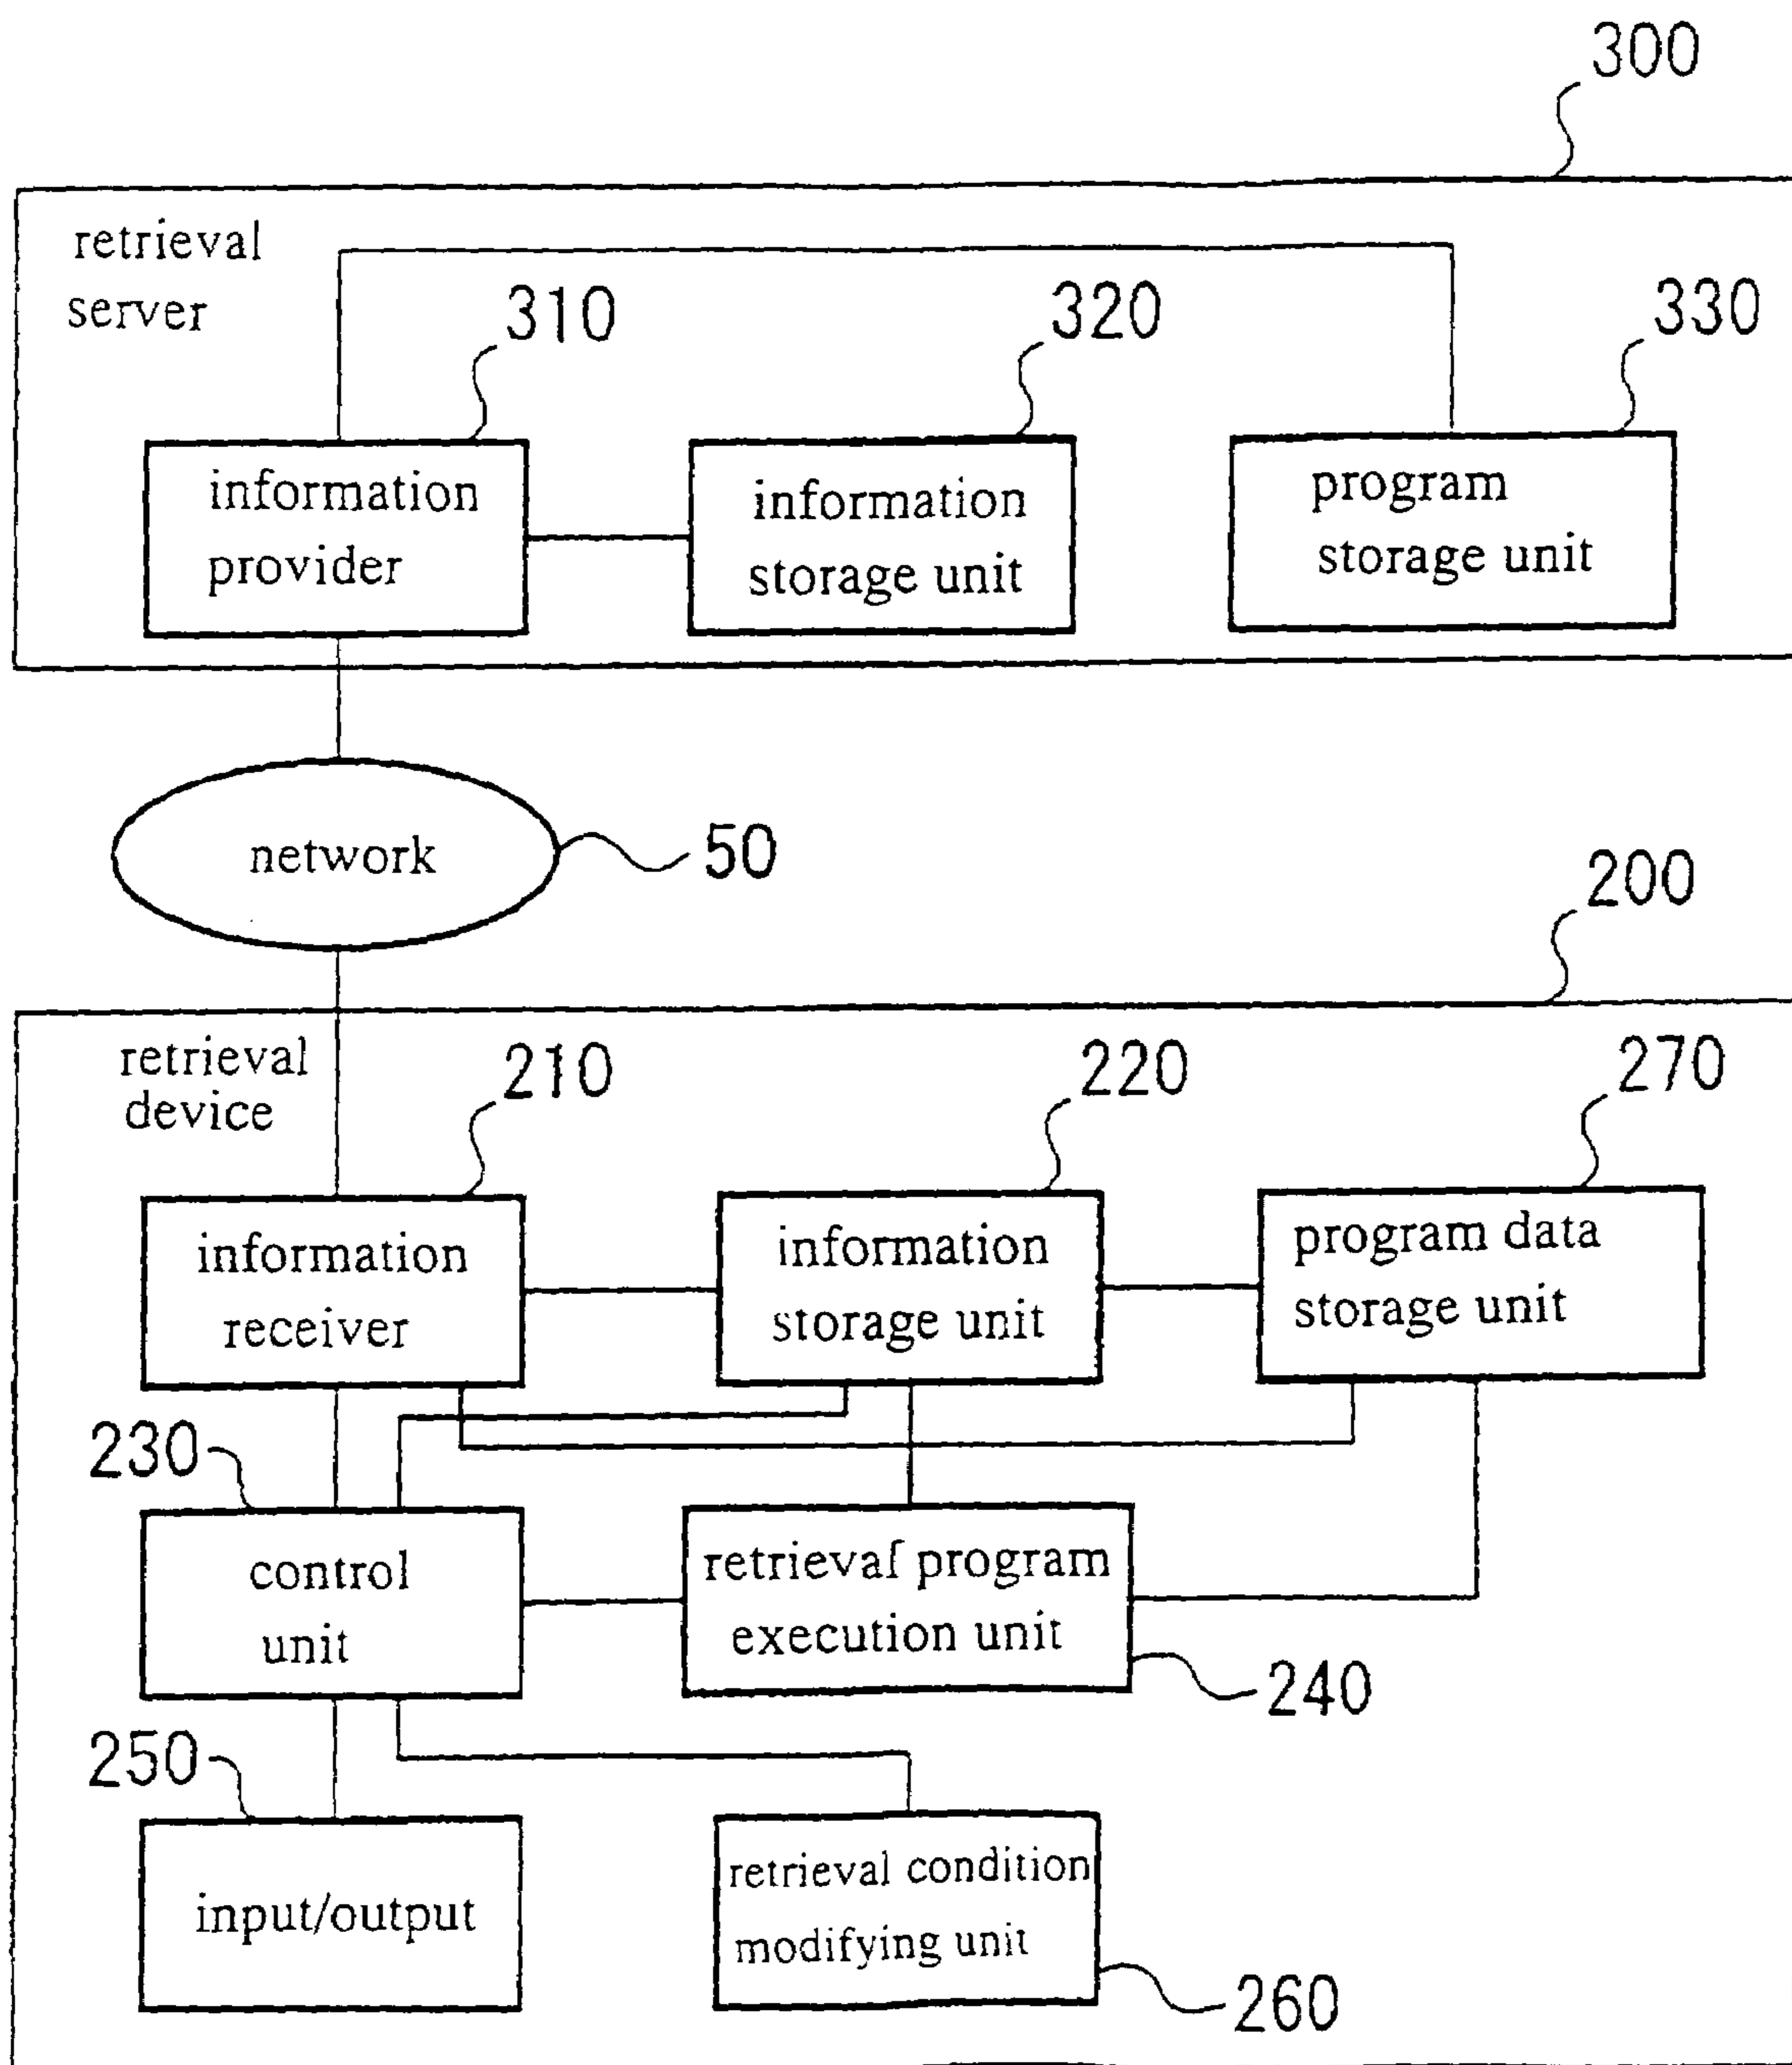 300
retrieval
server
310
320
330
information
provider
information
storage unit
program
storage unit
network
50
200
retrieval
device
210
220
270
information
receiver
information
storage unit
program data
storage unit
230
control
unit
retrieval program
execution unit
240
250
input/output
retrieval condition
modifying unit
260